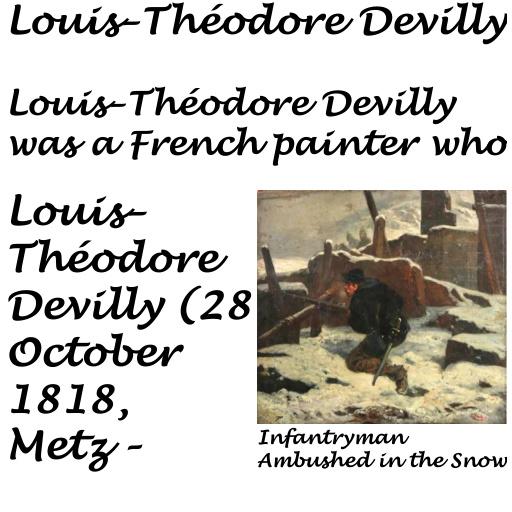 Louis-Théodore Devilly
Louis-Théodore Devilly
was a French painter who
Louis-
Théodore
Devilly (28
October
1818,
Metz -
Infantryman
Ambushed in the Snow